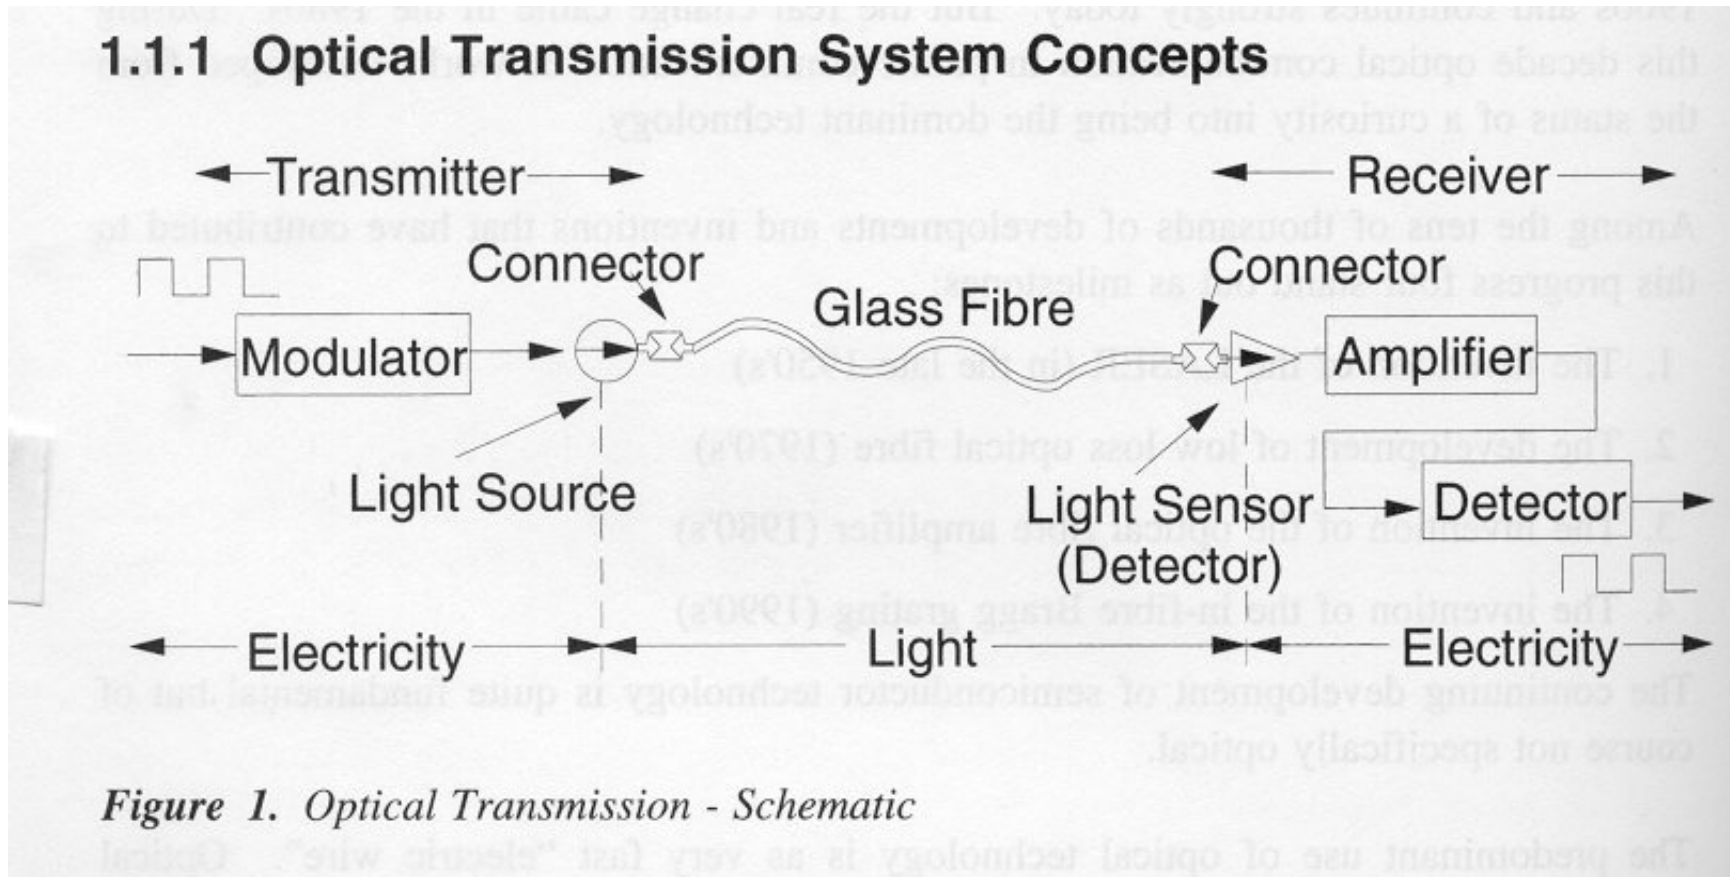 1.1.1 Optical Transmission System Concepts
Transmitter
Receiver
Connector
Connector
Glass Fibre
Modulator
Amplifier
Light Source
Light Sensor
(Detector)
Detector
Electricity
Light
Electricity
Figure 1. Optical Transmission - Schematic